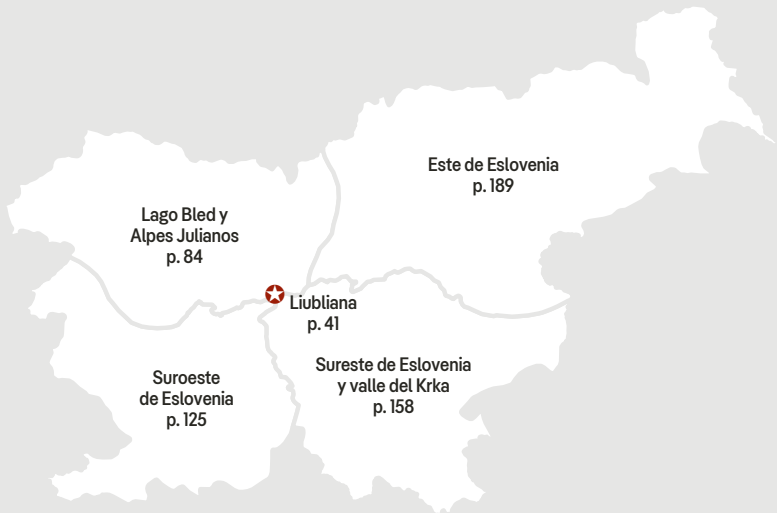 Este de Eslovenia
p. 189
Lago Bled y
Alpes Julianos
p. 84
Liubliana
p. 41
Sureste de Eslovenia
y valle del Krka
p. 158
Suroeste
de Eslovenia
p. 125